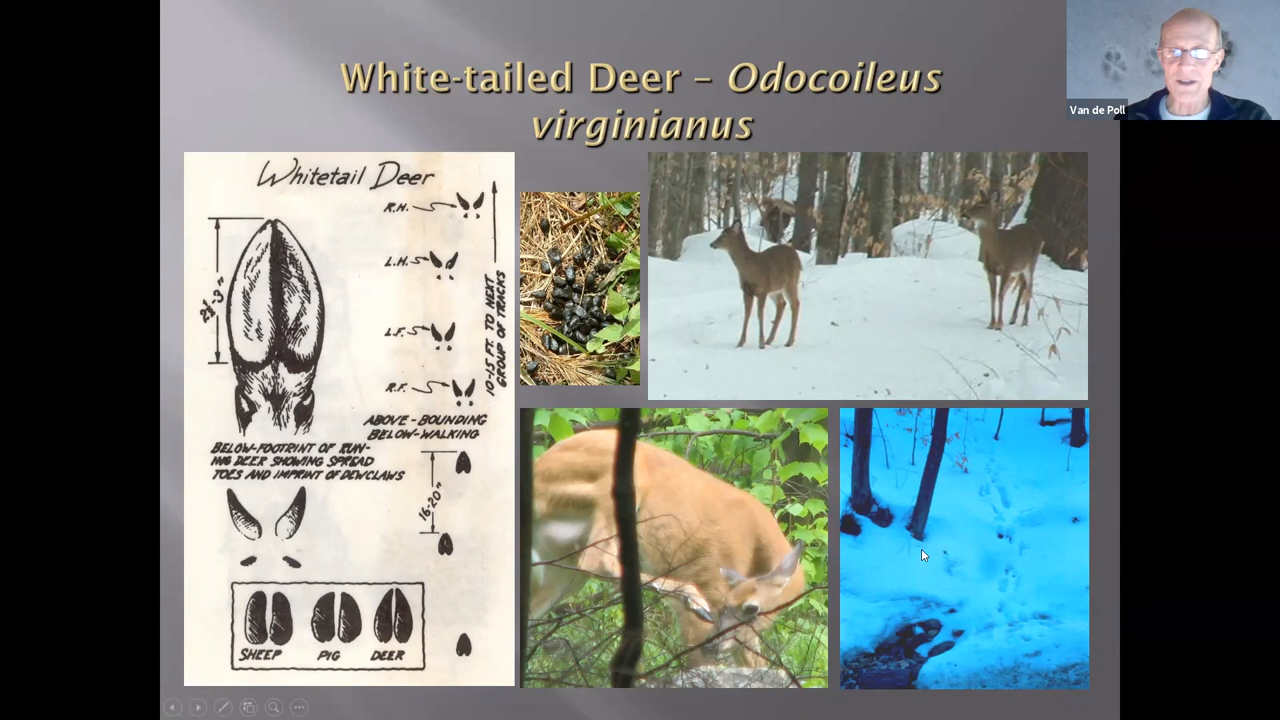 White-tailed Deer – Odocoileus
virginianus
Van de Poll
Whitetail Deer
R.H.
L.H.
L.F.
R.F.
10-15 FT. TO NEXT
GROUP OF TRACKS
ABOVE-BOUNDING
BELOW-WALKING
BELOW-FOOTPRINT OF RUN-
ING DEER SHOWING SPREAD
TOES AND IMPRINT OF DEWCLAWS
16-20"
SHEEP PIG DEER